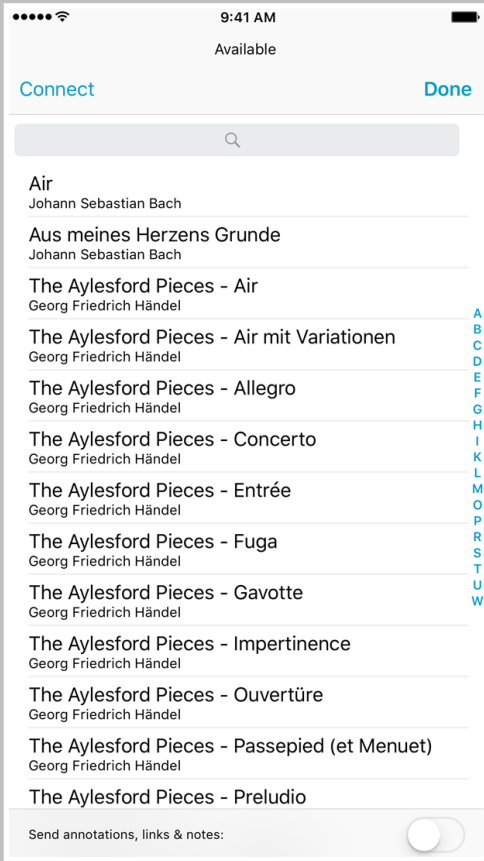 9:41 AM
Available
Connect Done
Air
Johann Sebastian Bach
Aus meines Herzens Grunde
Johann Sebastian Bach
The Aylesford Pieces - Air
Georg Friedrich Händel
The Aylesford Pieces - Air mit Variationen
Georg Friedrich Händel
The Aylesford Pieces - Allegro
Georg Friedrich Händel
The Aylesford Pieces - Concerto
Georg Friedrich Händel
The Aylesford Pieces - Entrée
Georg Friedrich Händel
The Aylesford Pieces - Fuga
Georg Friedrich Händel
The Aylesford Pieces - Gavotte
Georg Friedrich Händel
The Aylesford Pieces - Impertinence
Georg Friedrich Händel
The Aylesford Pieces - Ouvertüre
Georg Friedrich Händel
The Aylesford Pieces - Passepied (et Menuet)
Georg Friedrich Händel
The Aylesford Pieces - Preludio
A
B
C
D
E
F
G
H
I
K
L
M
O
P
R
S
T
U
W
Send annotations, links & notes: